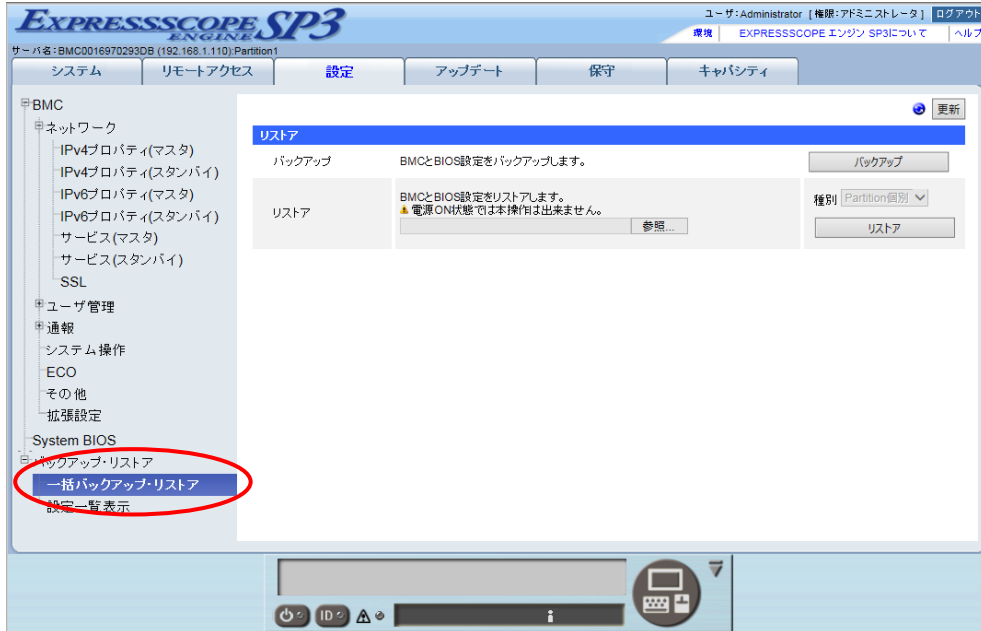 EXPRESSSCOPE
ENGINE SP3
ユーザ:Administrator [権限:アドミニストレータ] ログアウト
環境 EXPRESSSCOPE エンジン SP3について ヘルプ
サーバ名:BMC0016970293DB (192.168.1.110):Partition1
システム リモートアクセス 設定 アップデート 保守 キャパシティ
BMC
ネットワーク
IPv4プロパティ(マスタ)
IPv4プロパティ(スタンバイ)
IPv6プロパティ(マスタ)
IPv6プロパティ(スタンバイ)
サービス(マスタ)
サービス(スタンバイ)
SSL
ユーザ管理
通報
システム操作
ECO
その他
拡張設定
System BIOS
バックアップ・リストア
一括バックアップ・リストア
設定一覧表示
更新
リストア
バックアップ BMCとBIOS設定をバックアップします。 バックアップ
リストア
BMCとBIOS設定をリストアします。
電源ON状態では本操作は出来ません。
参照...
種別 Partition個別
リストア
ID